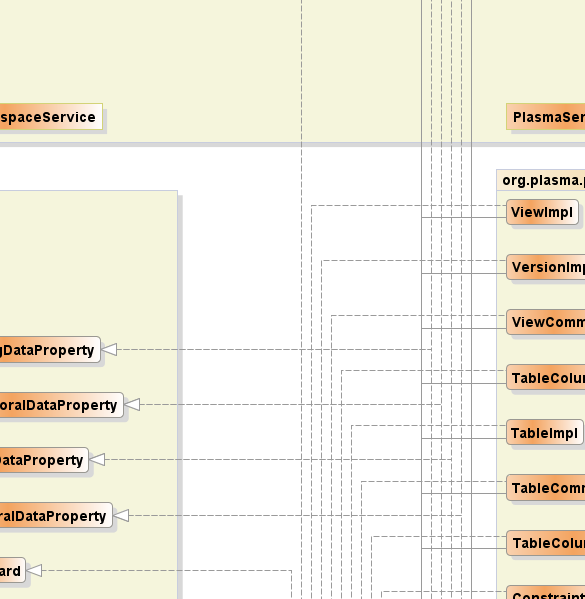 spaceService
PlasmaSer
org.plasma.p
ViewImpl
VersionImp
ViewComm
gDataProperty
TableColu
oralDataProperty
TableImpl
DataProperty
TableComm
ralDataProperty
TableColu
ard
Constraint